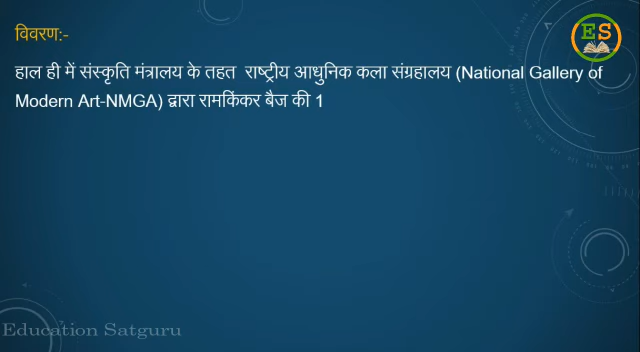 विवरण:-
ES
हाल ही में संस्कृति मंत्रालय के तहत राष्ट्रीय आधुनिक कला संग्रहालय (National Gallery of
Modern Art-NMGA) द्वारा रामकिंकर बैज की 1
Education Satguru